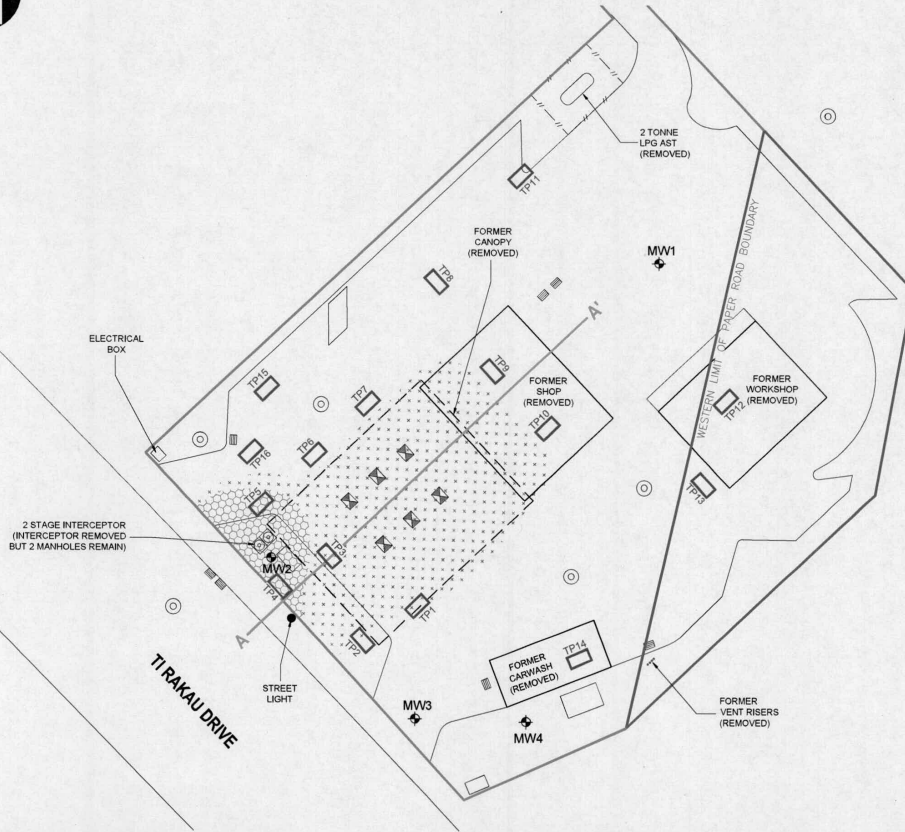 2 TONNE
LPG AST
(REMOVED)
TP11
FORMER
CANOPY
(REMOVED)
MW1
TP8
WESTERN LIMIT OF PAPER ROAD BOUNDARY
A'
ELECTRICAL
BOX
TP15
TP7
TP9
FORMER
SHOP
(REMOVED)
TP10
FORMER
WORKSHOP
(REMOVED)
TP12
TP16
TP6
TP13
TP5
2 STAGE INTERCEPTOR
(INTERCEPTOR REMOVED
BUT 2 MANHOLES REMAIN)
MW2
TP3
TP4
TP1
TP2
A
STREET
LIGHT
TI RAKAU DRIVE
FORMER
CARWASH
(REMOVED)
TP14
MW3
MW4
FORMER
VENT RISERS
(REMOVED)